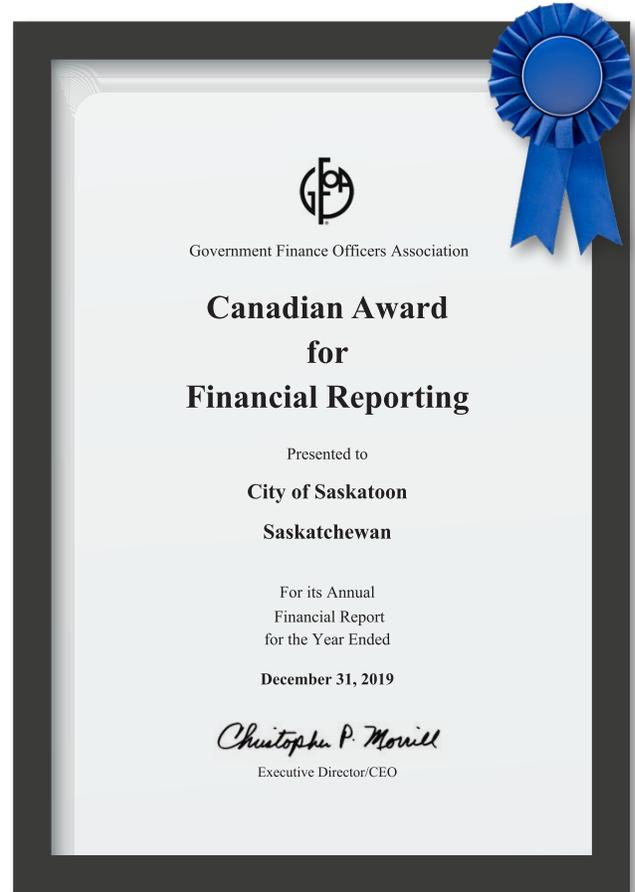 GFOA
Government Finance Officers Association
Canadian Award
for
Financial Reporting
Presented to
City of Saskatoon
Saskatchewan
For its Annual
Financial Report
for the Year Ended
December 31, 2019
Christopher P. Morrill
Executive Director/CEO